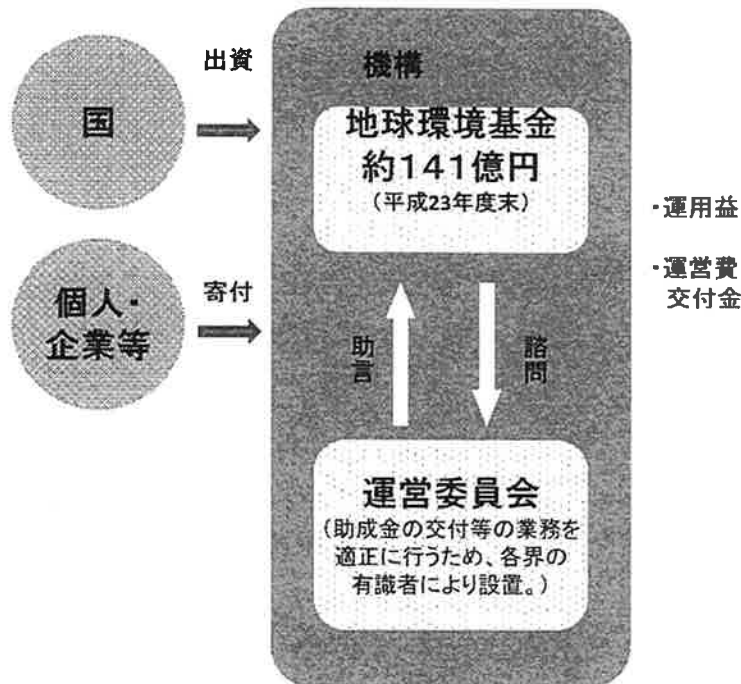 出資
機構
国
地球環境基金
約141億円
(平成23年度末)
・運用益
・運営費
交付金
個人・
企業等
寄付
助言
諮問
運営委員会
(助成金の交付等の業務を
適正に行うため、各界の
有識者により設置。)